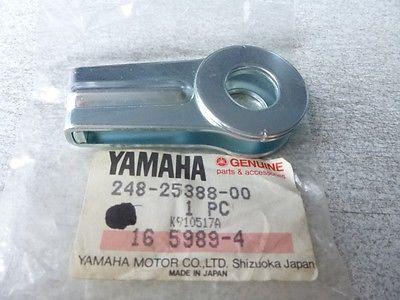 YAMAHA GENUINE
parts & accessories
248-25388-00
1 PC
K910517A
16 5989-4
YAMAHA MOTOR CO.,LTD. Shizuoka Japan
MADE IN JAPAN